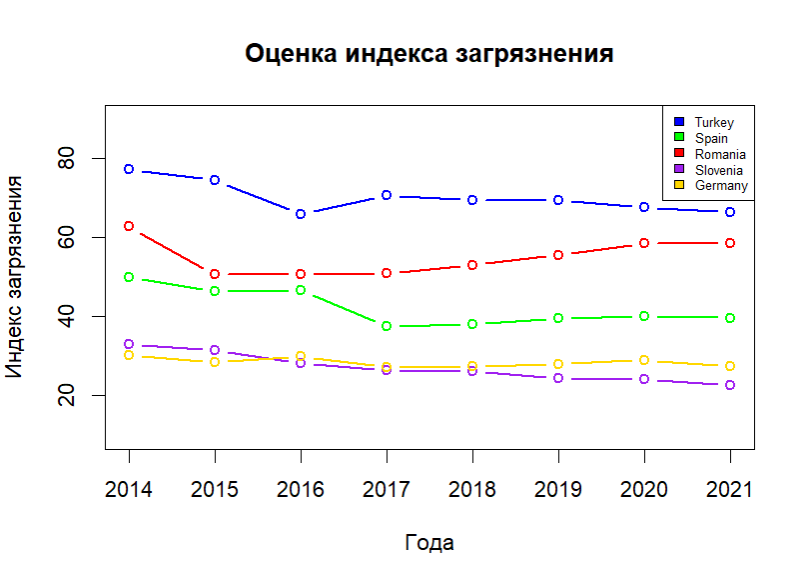 Оценка индекса загрязнения
Turkey
Spain
Romania
Slovenia
Germany
Индекс загрязнения
80
60
40
20
2014 2015 2016 2017 2018 2019 2020 2021
Года